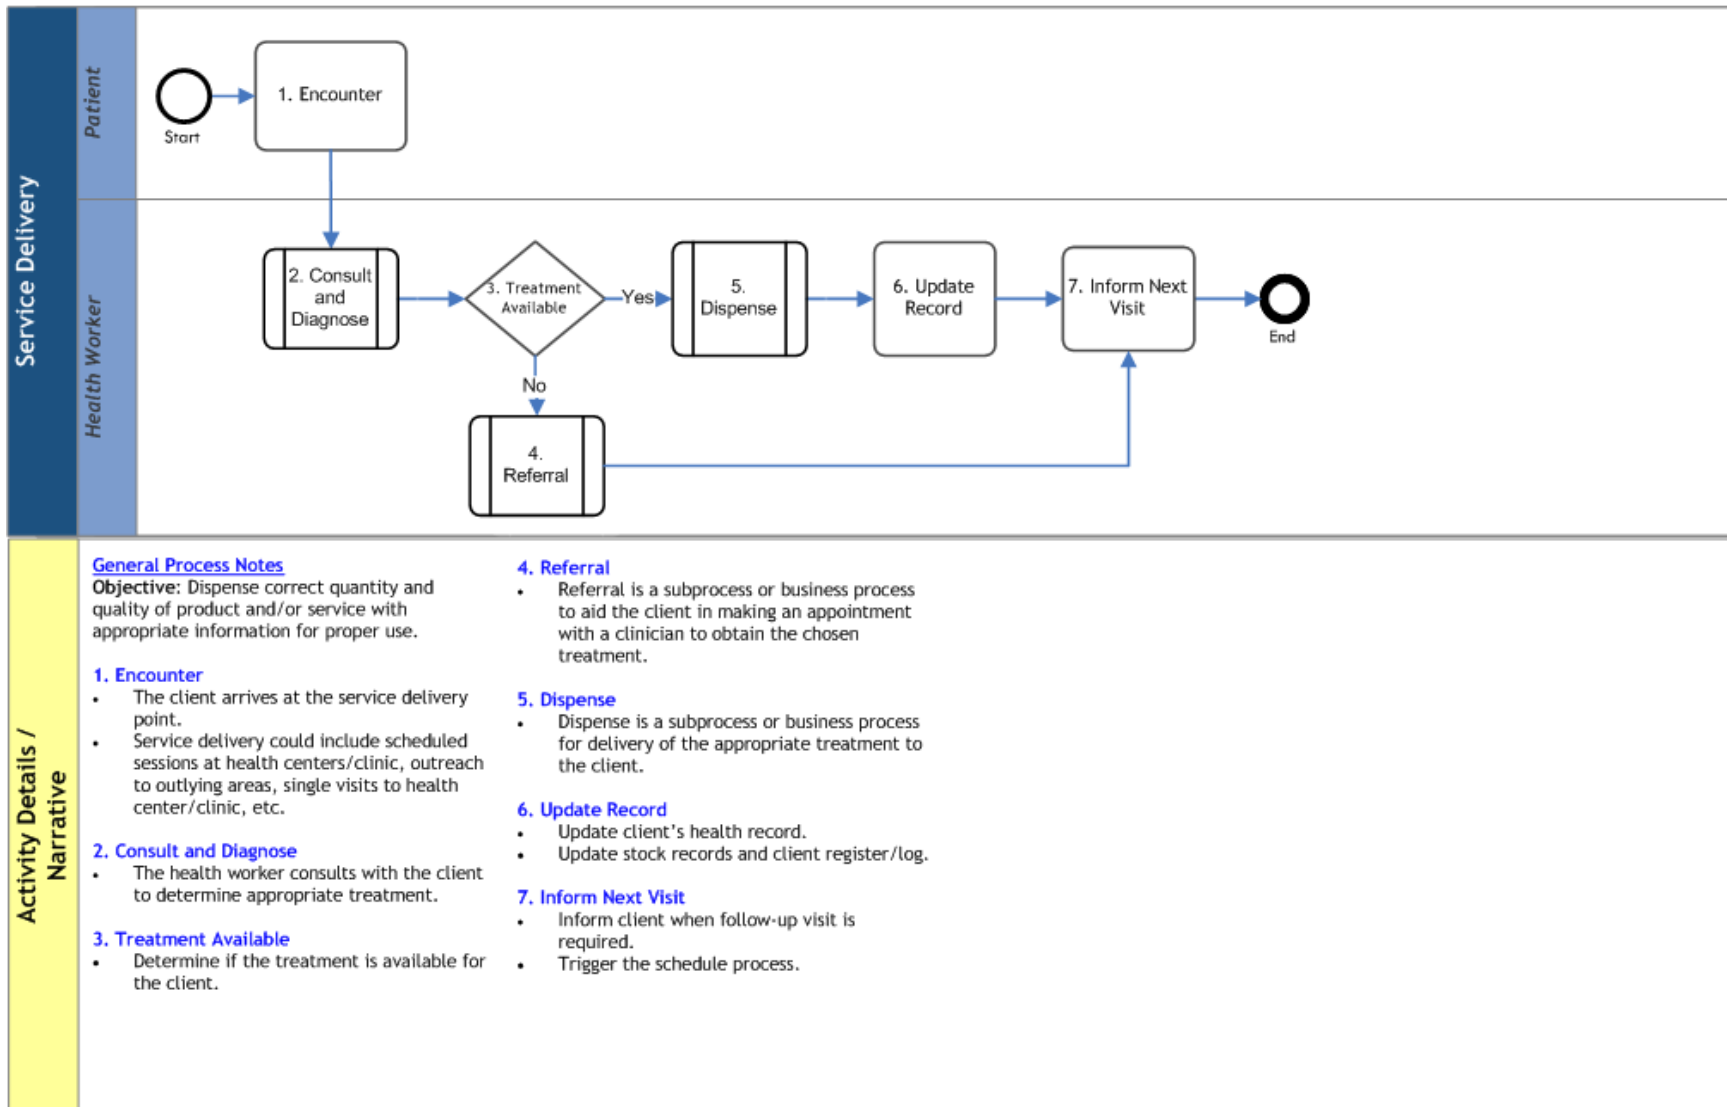 Service Delivery
Patient
Start
1. Encounter
Health Worker
2. Consult
and
Diagnose
3. Treatment
Available
Yes
5.
Dispense
6. Update
Record
7. Inform Next
Visit
End
No
4.
Referral
Activity Details /
Narrative
General Process Notes
Objective: Dispense correct quantity and
quality of product and/or service with
appropriate information for proper use.
1. Encounter
• The client arrives at the service delivery
point.
• Service delivery could include scheduled
sessions at health centers/clinic, outreach
to outlying areas, single visits to health
center/clinic, etc.
2. Consult and Diagnose
• The health worker consults with the client
to determine appropriate treatment.
3. Treatment Available
• Determine if the treatment is available for
the client.
4. Referral
• Referral is a subprocess or business process
to aid the client in making an appointment
with a clinician to obtain the chosen
treatment.
5. Dispense
• Dispense is a subprocess or business process
for delivery of the appropriate treatment to
the client.
6. Update Record
• Update client’s health record.
• Update stock records and client register/log.
7. Inform Next Visit
• Inform client when follow-up visit is
required.
• Trigger the schedule process.